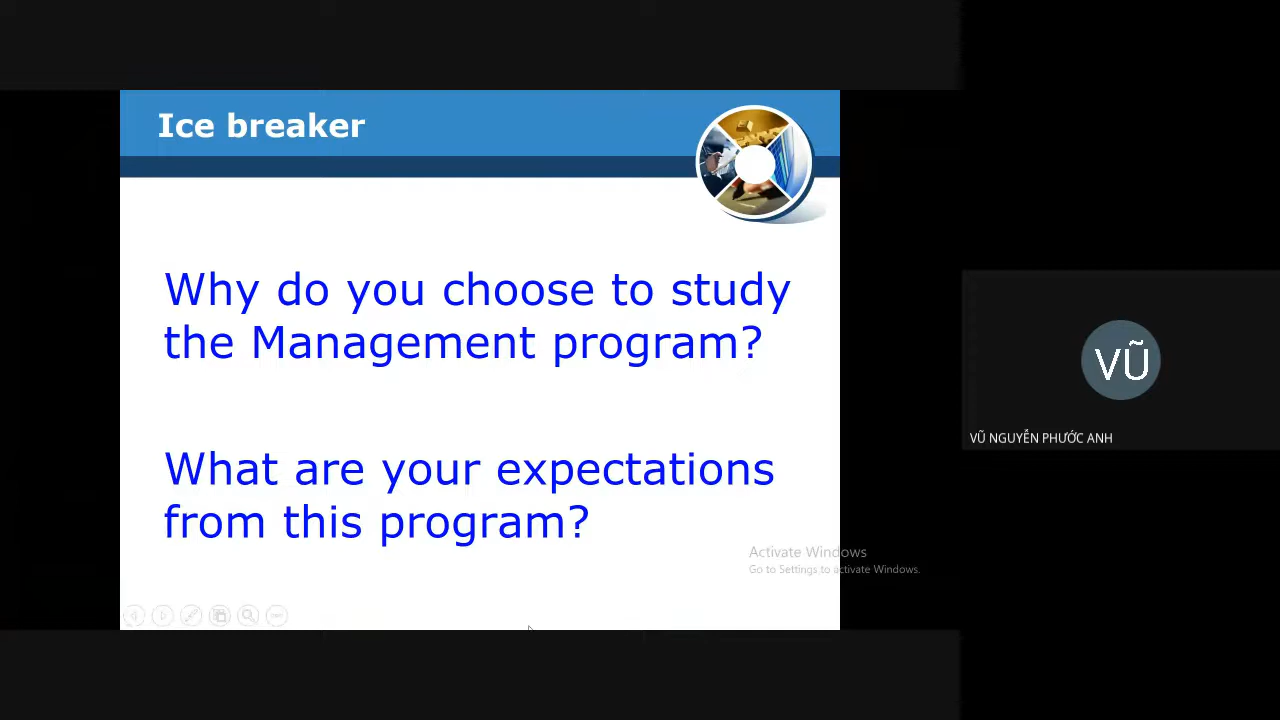 Ice breaker
Why do you choose to study
the Management program?
What are your expectations
from this program?
Activate Windows
Go to Settings to activate Windows.
VŨ
VŨ NGUYỄN PHƯỚC ANH